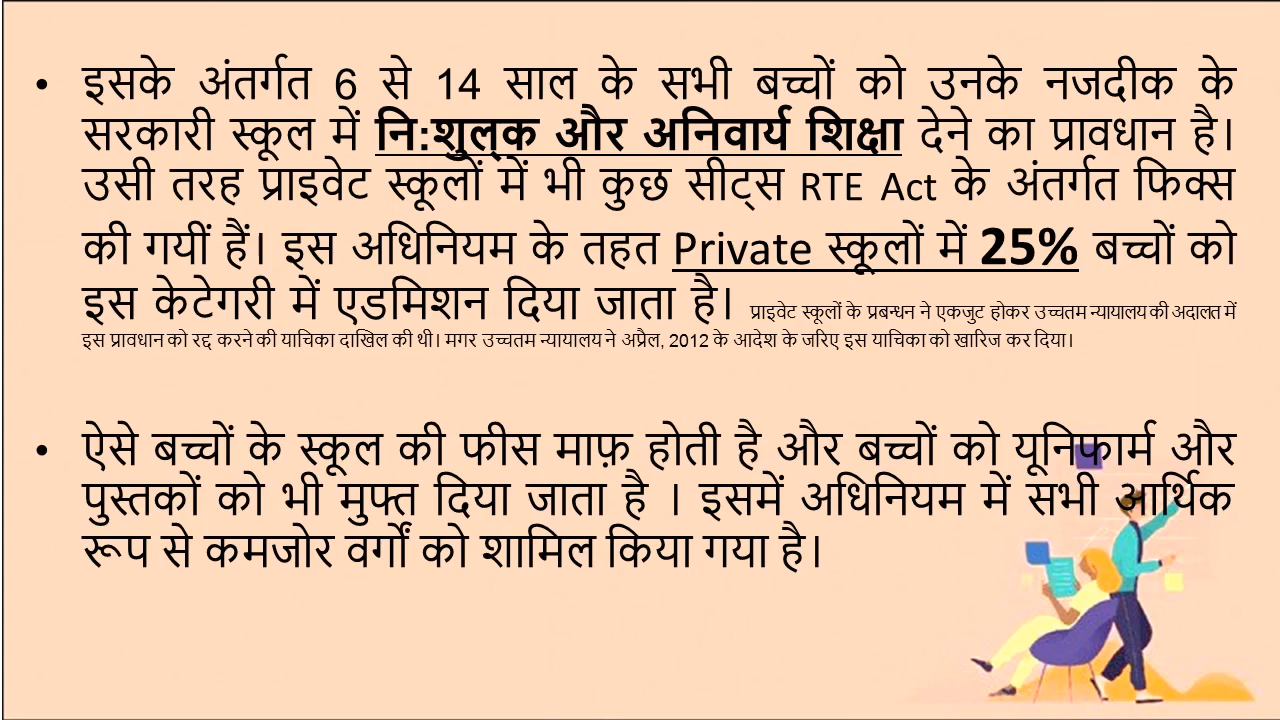 • इसके अंतर्गत 6 से 14 साल के सभी बच्चों को उनके नजदीक के
सरकारी स्कूल में नि:शुल्क और अनिवार्य शिक्षा देने का प्रावधान है।
उसी तरह प्राइवेट स्कूलों में भी कुछ सीट्स RTE Act के अंतर्गत फिक्स
की गयीं हैं। इस अधिनियम के तहत Private स्कूलों में 25% बच्चों को
इस केटेगरी में एडमिशन दिया जाता है। प्राइवेट स्कूलों के प्रबन्धन ने एकजुट होकर उच्चतम न्यायालय की अदालत में
इस प्रावधान को रद्द करने की याचिका दाखिल की थी। मगर उच्चतम न्यायालय ने अप्रैल, 2012 के आदेश के जरिए इस याचिका को खारिज कर दिया।
• ऐसे बच्चों के स्कूल की फीस माफ़ होती है और बच्चों को यूनिफार्म और
पुस्तकों को भी मुफ्त दिया जाता है । इसमें अधिनियम में सभी आर्थिक
रूप से कमजोर वर्गों को शामिल किया गया है।